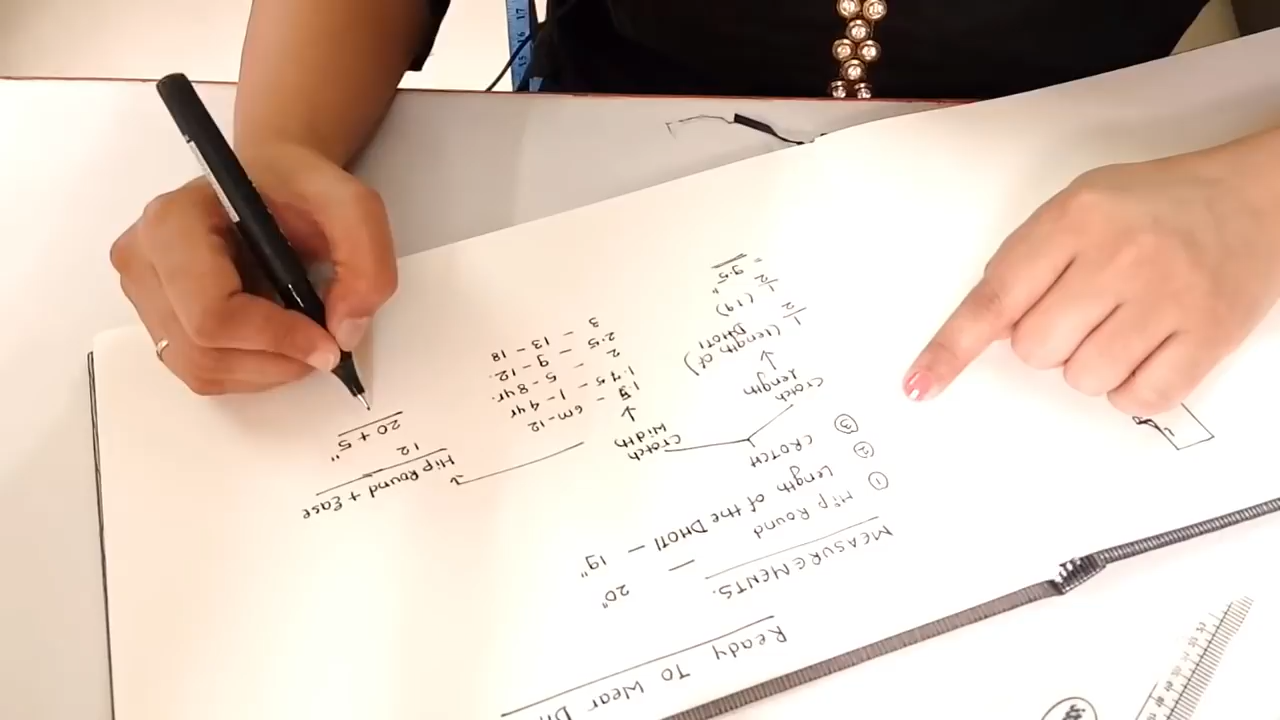 Ready To Wear
MEASUREMENTS.
① Hip Round — 20"
② Length of the DHOTI — 19"
③ CROTCH
Crotch Length
↓
1/2 (length of DHOTI)
1/2 (19)
= 9.5"
Crotch Width
↓
6m-12
1.75 - 1-4yr
2 - 5-8yr.
2.5 - 9-12.
3 - 13-18
Hip Round + Ease
12
20 + 5"